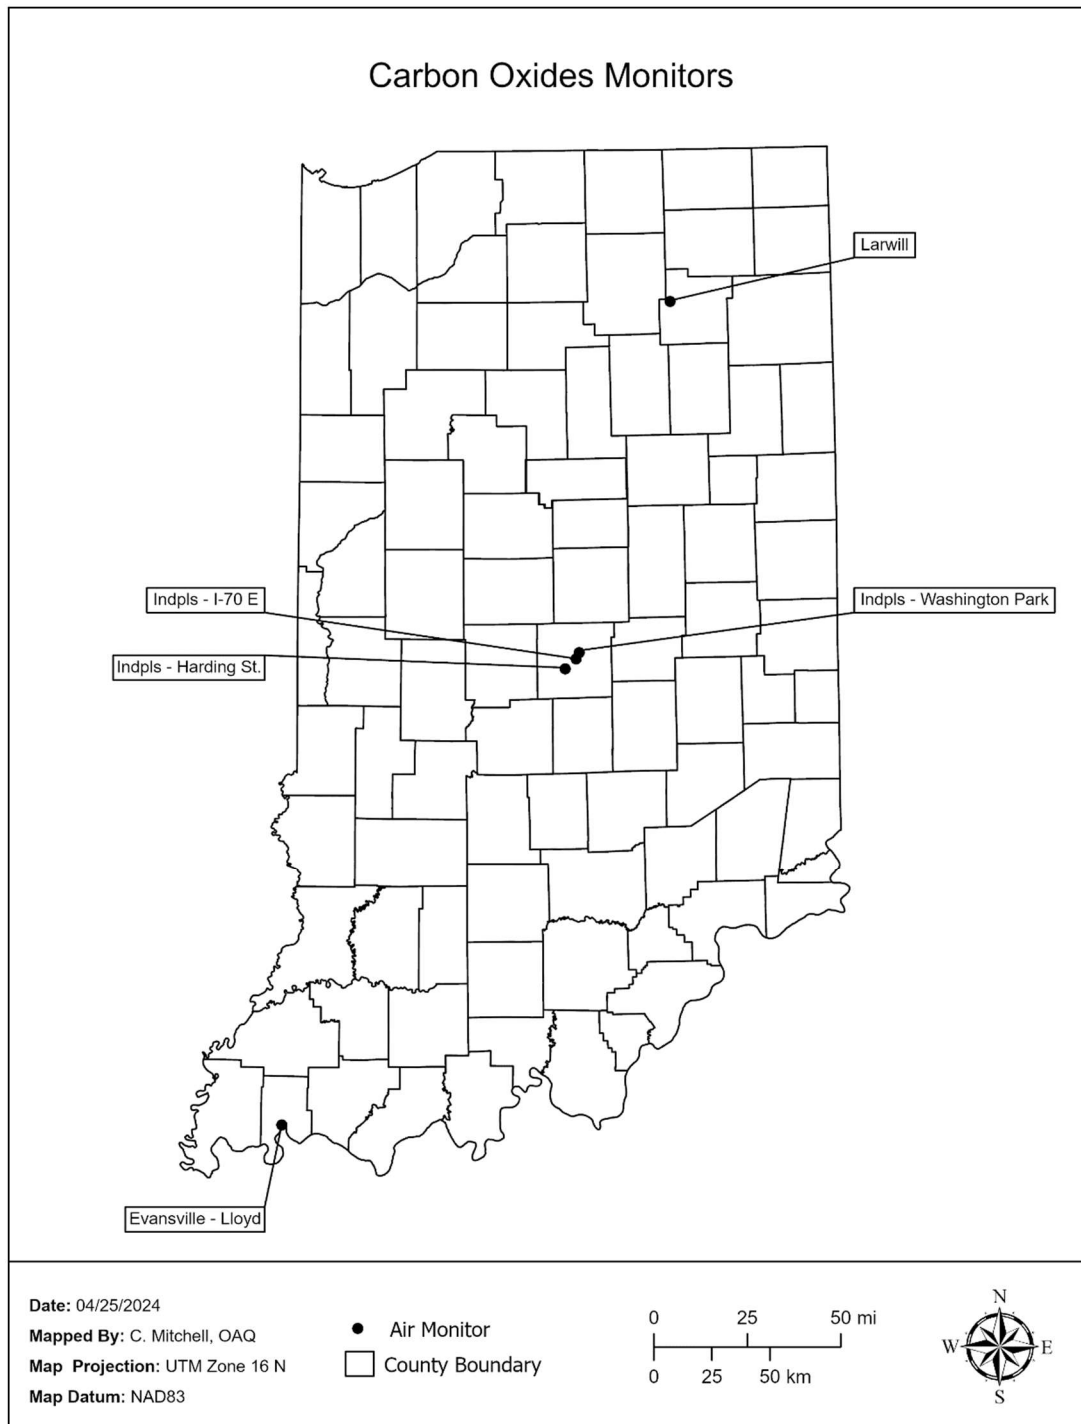 Carbon Oxides Monitors
Larwill
Indpls - I-70 E
Indpls - Washington Park
Indpls - Harding St.
Evansville - Lloyd
Date: 04/25/2024
Mapped By: C. Mitchell, OAQ
Map Projection: UTM Zone 16 N
Map Datum: NAD83
Air Monitor
County Boundary
0 25 50 mi
0 25 50 km
N
W E
S